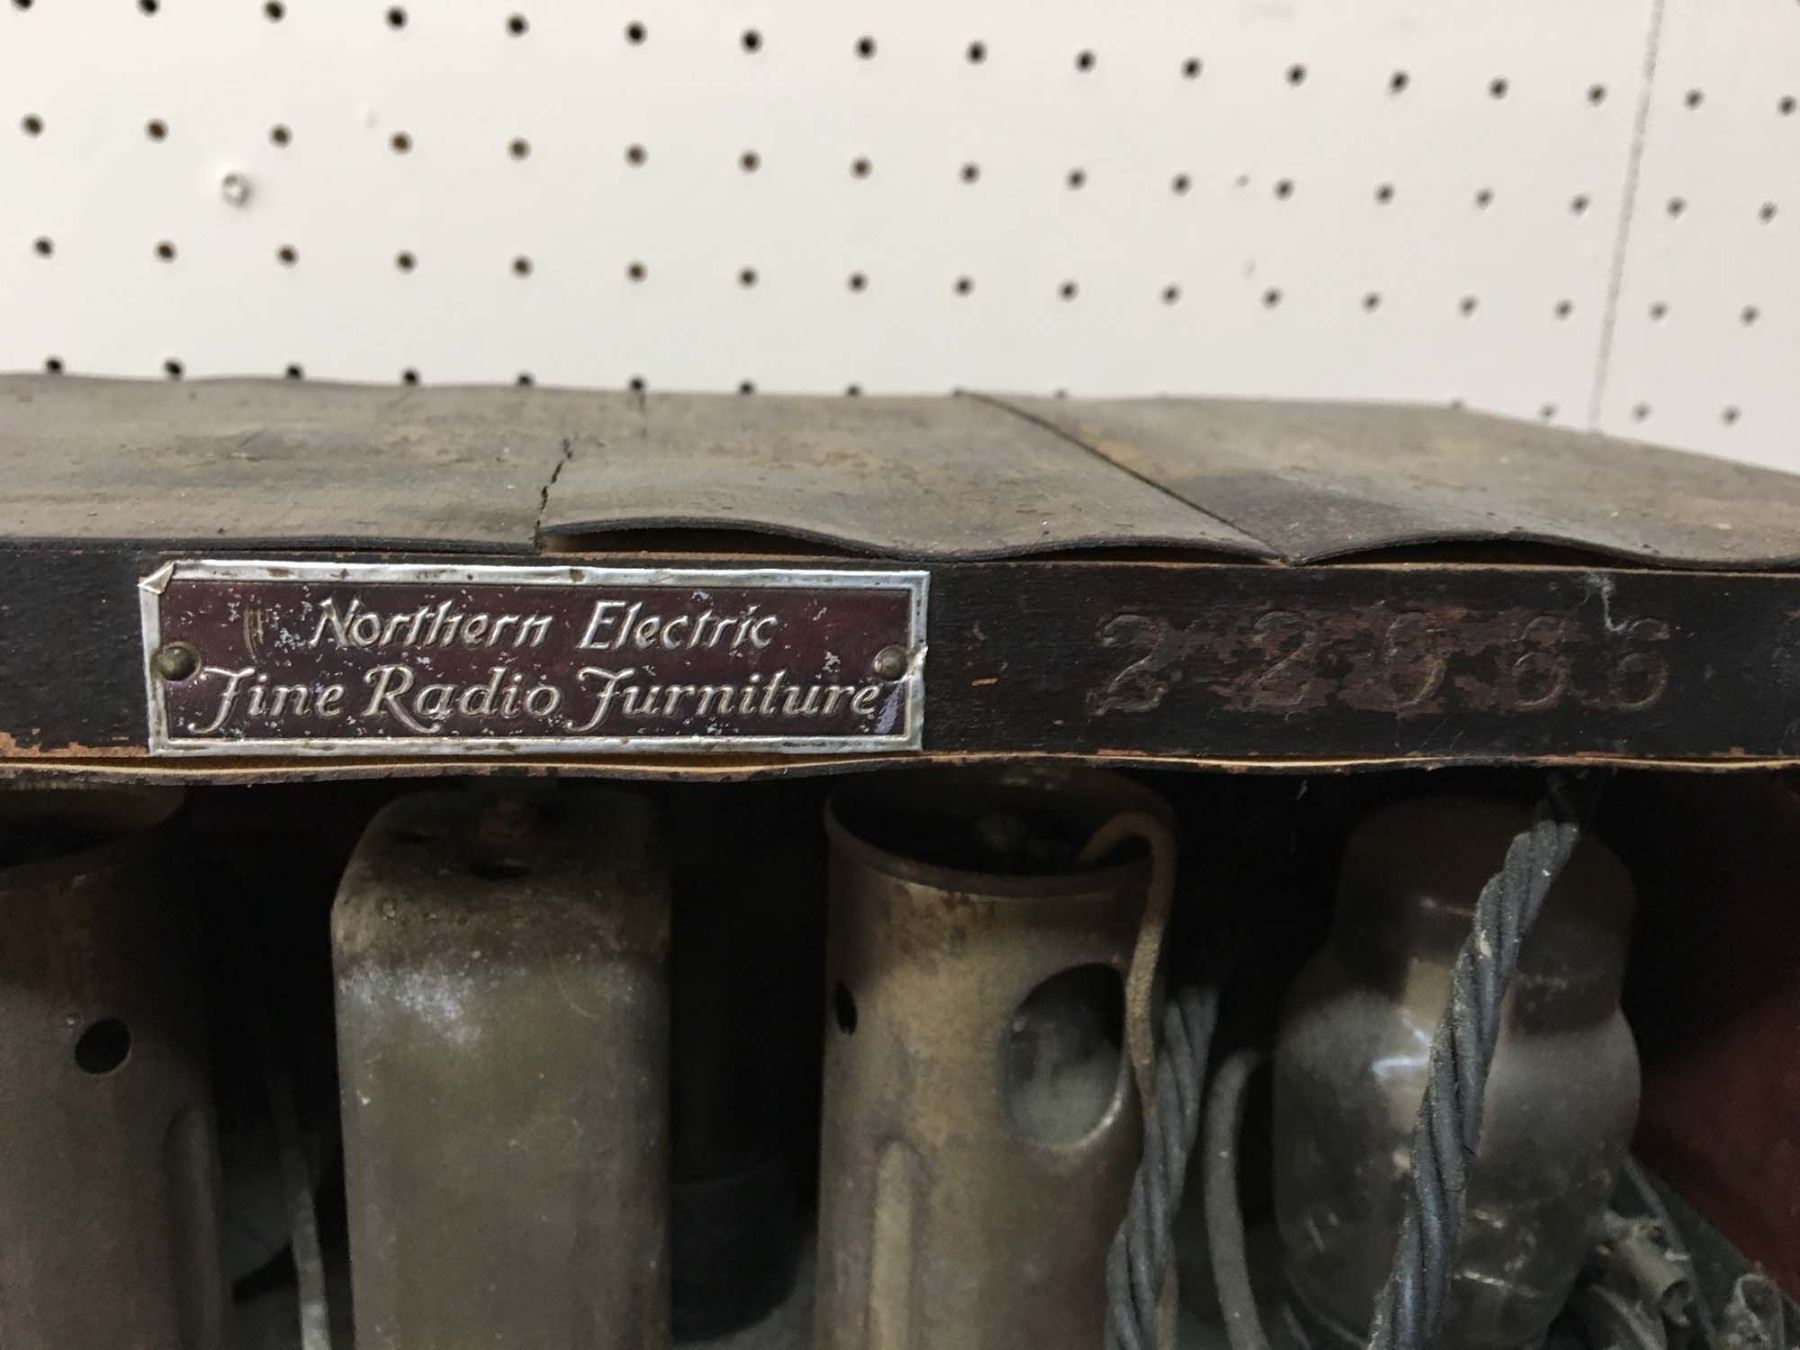 Northern Electric
Fine Radio Furniture
22066